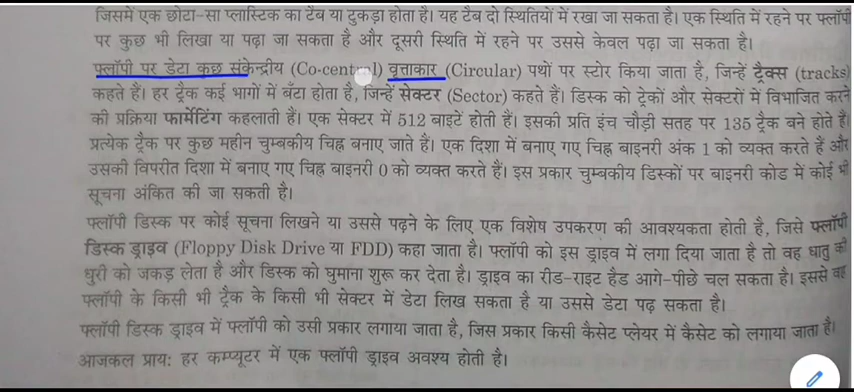 जिसमें एक छोटा-सा प्लास्टिक का टैब या टुकड़ा होता है। यह टैब दो स्थितियों में रखा जा सकता है। एक स्थिति में रहने पर फ्लॉपी
पर कुछ भी लिखा या पढ़ा जा सकता है और दूसरी स्थिति में रहने पर उससे केवल पढ़ा जा सकता है।
फ्लॉपी पर डेटा कुछ संकेन्द्रीय (Co-central) वृत्ताकार (Circular) पथों पर स्टोर किया जाता है, जिन्हें ट्रैक्स (tracks)
कहते हैं। हर ट्रैक कई भागों में बँटा होता है, जिन्हें सेक्टर (Sector) कहते हैं। डिस्क को ट्रेकों और सेक्टरों में विभाजित करने
की प्रक्रिया फार्मेटिंग कहलाती हैं। एक सेक्टर में 512 बाइटें होती हैं। इसकी प्रति इंच चौड़ी सतह पर 135 ट्रैक बने होते हैं
प्रत्येक ट्रैक पर कुछ महीन चुम्बकीय चिह्न बनाए जाते हैं। एक दिशा में बनाए गए चिह्न बाइनरी अंक 1 को व्यक्त करते हैं और
उसकी विपरीत दिशा में बनाए गए चिह्न बाइनरी 0 को व्यक्त करते हैं। इस प्रकार चुम्बकीय डिस्कों पर बाइनरी कोड में कोई भी
सूचना अंकित की जा सकती है।
फ्लॉपी डिस्क पर कोई सूचना लिखने या उससे पढ़ने के लिए एक विशेष उपकरण की आवश्यकता होती है, जिसे फ्लॉपी
डिस्क ड्राइव (Floppy Disk Drive या FDD) कहा जाता है। फ्लॉपी को इस ड्राइव में लगा दिया जाता है तो वह धातु की
धुरी को जकड़ लेता है और डिस्क को घुमाना शुरू कर देता है। ड्राइव का रीड-राइट हैड आगे-पीछे चल सकता है। इससे वह
फ्लॉपी के किसी भी ट्रैक के किसी भी सेक्टर में डेटा लिख सकता है या उससे डेटा पढ़ सकता है।
फ्लॉपी डिस्क ड्राइव में फ्लॉपी को उसी प्रकार लगाया जाता है, जिस प्रकार किसी कैसेट प्लेयर में कैसेट को लगाया जाता है।
आजकल प्रायः हर कम्प्यूटर में एक फ्लॉपी ड्राइव अवश्य होती है।